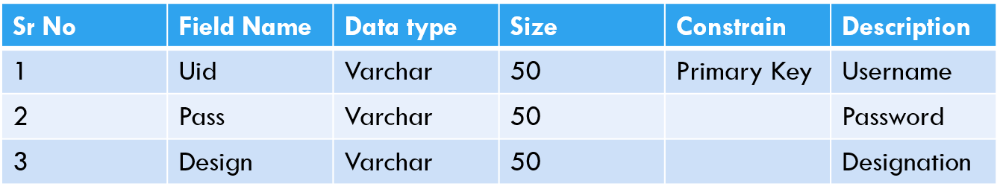 Sr No Field Name Data type Size Constrain Description
1 Uid Varchar 50 Primary Key Username
2 Pass Varchar 50 Password
3 Design Varchar 50 Designation